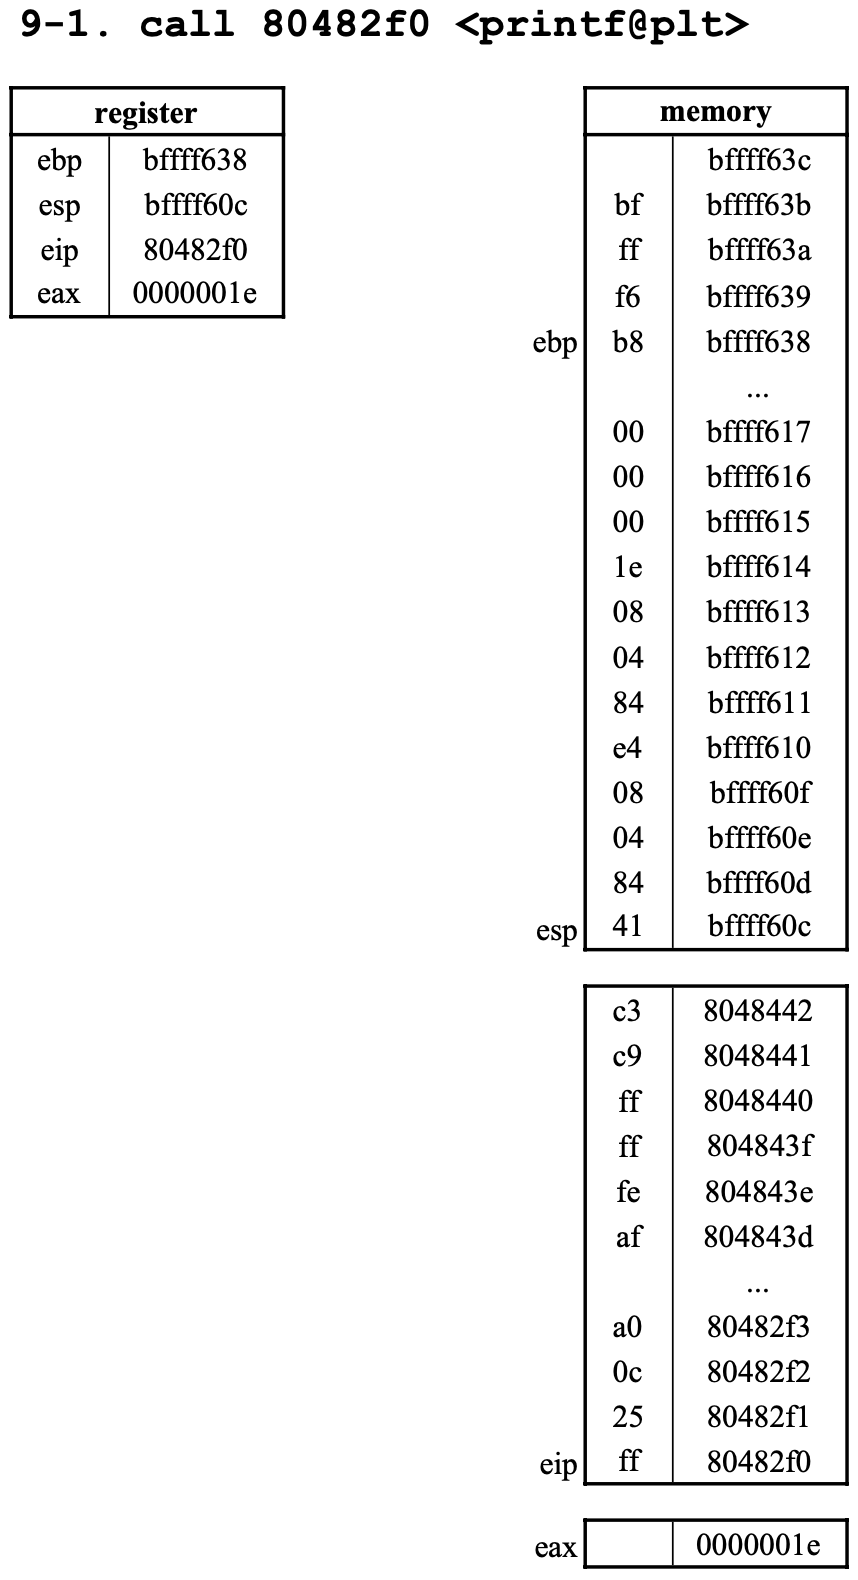 9-1. call 80482f0 <printf@plt>
register
ebp bffff638
esp bffff60c
eip 80482f0
eax 0000001e
memory
bffff63c
bf bffff63b
ff bffff63a
f6 bffff639
ebp b8 bffff638
...
00 bffff617
00 bffff616
00 bffff615
1e bffff614
08 bffff613
04 bffff612
84 bffff611
e4 bffff610
08 bffff60f
04 bffff60e
84 bffff60d
esp 41 bffff60c
c3 8048442
c9 8048441
ff 8048440
ff 804843f
fe 804843e
af 804843d
...
a0 80482f3
0c 80482f2
25 80482f1
eip ff 80482f0
eax 0000001e